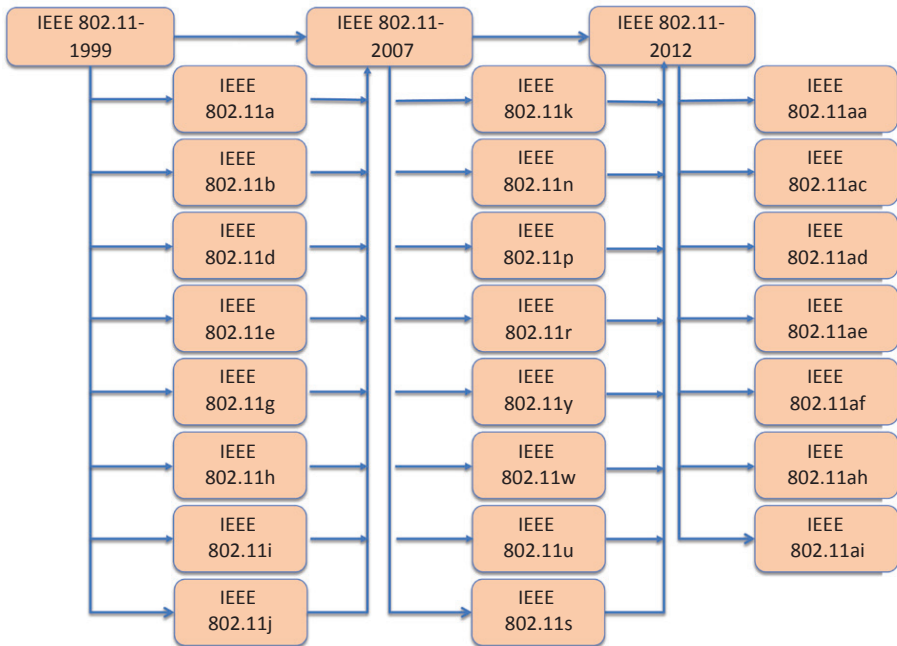 IEEE 802.11-
1999
IEEE 802.11-
2007
IEEE 802.11-
2012
IEEE
802.11a
IEEE
802.11k
IEEE
802.11aa
IEEE
802.11b
IEEE
802.11n
IEEE
802.11ac
IEEE
802.11d
IEEE
802.11p
IEEE
802.11ad
IEEE
802.11e
IEEE
802.11r
IEEE
802.11ae
IEEE
802.11g
IEEE
802.11y
IEEE
802.11af
IEEE
802.11h
IEEE
802.11w
IEEE
802.11ah
IEEE
802.11i
IEEE
802.11u
IEEE
802.11ai
IEEE
802.11j
IEEE
802.11s